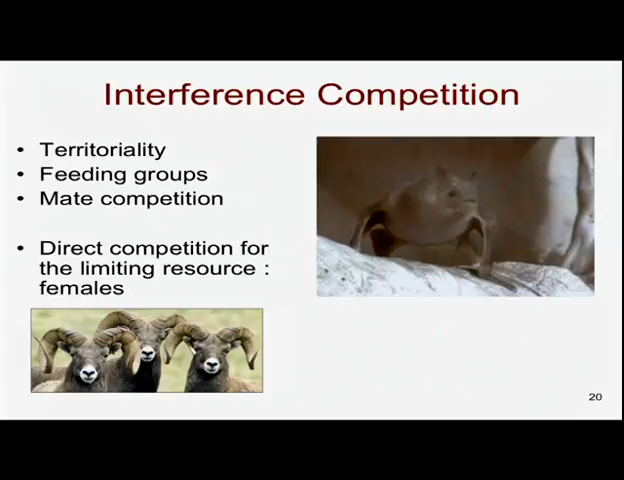 Interference Competition
• Territoriality
• Feeding groups
• Mate competition
• Direct competition for
the limiting resource :
females
20